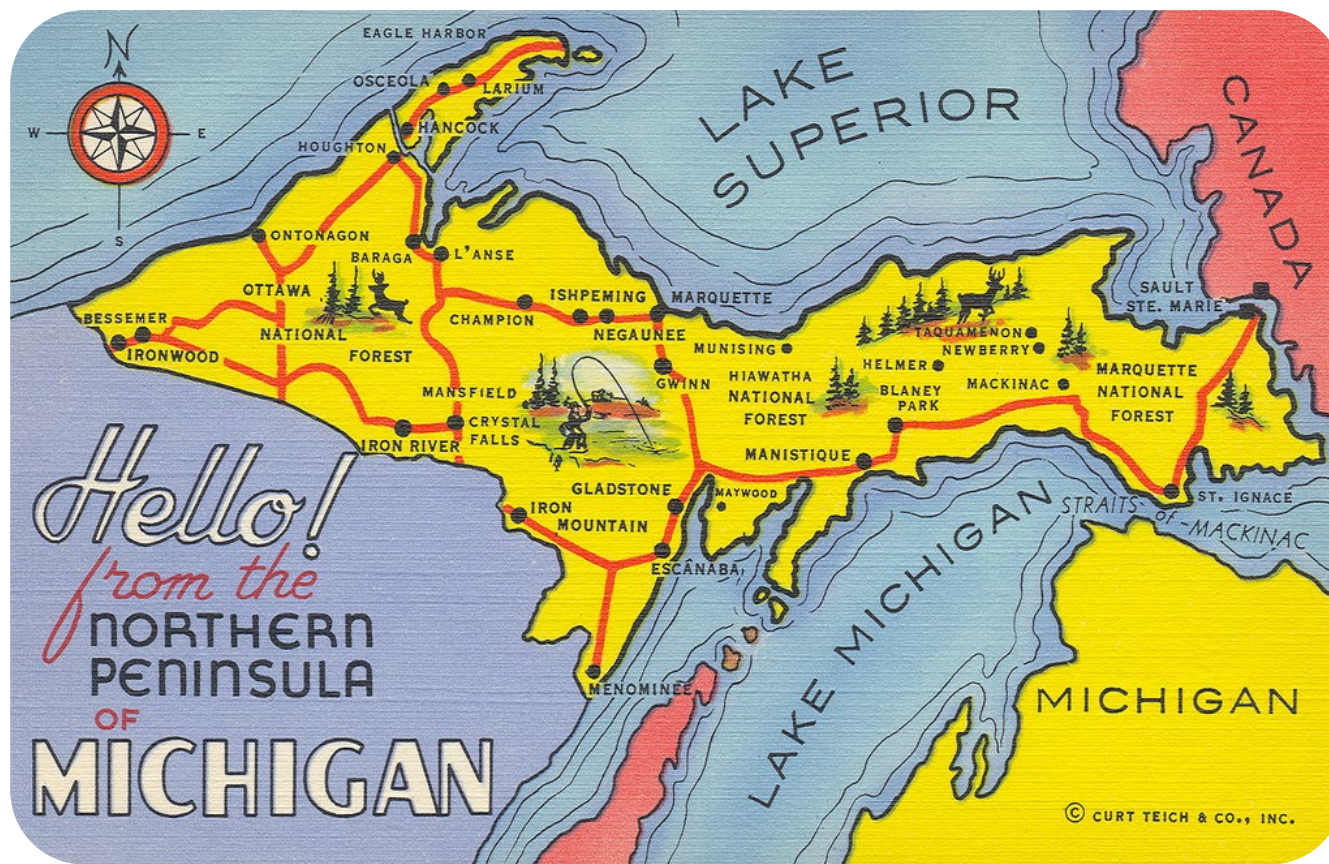 N
W
E
S
EAGLE HARBOR
OSCEOLA
LARIUM
HANCOCK
HOUGHTON
LAKE
SUPERIOR
CANADA
ONTONAGON
BARAGA
L'ANSE
OTTAWA
NATIONAL
FOREST
BESSEMER
IRONWOOD
ISHPEMING
CHAMPION
NEGAUNEE
MARQUETTE
MUNISING
GWINN
HIAWATHA
NATIONAL
FOREST
SAULT
STE. MARIE
TAQUAMENON
NEWBERRY
HELMER
MACKINAC
BLANEY
PARK
MARQUETTE
NATIONAL
FOREST
MANSFIELD
CRYSTAL
FALLS
IRON RIVER
MANISTIQUE
GLADSTONE
MAYWOOD
IRON
MOUNTAIN
ESCANABA
MENOMINEE
ST. IGNACE
STRAITS-OF-MACKINAC
LAKE MICHIGAN
MICHIGAN
Hello!
from the
NORTHERN
PENINSULA
OF
MICHIGAN
© CURT TEICH & CO., INC.